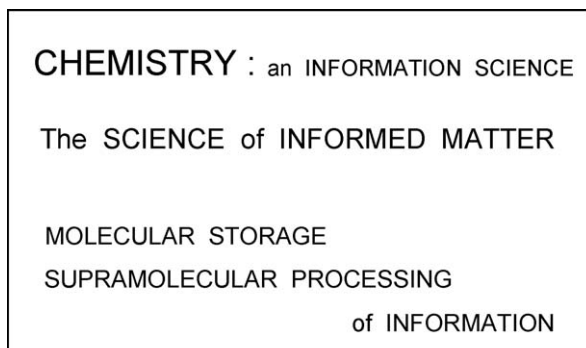 CHEMISTRY : an INFORMATION SCIENCE
The SCIENCE of INFORMED MATTER
MOLECULAR STORAGE
SUPRAMOLECULAR PROCESSING
of INFORMATION